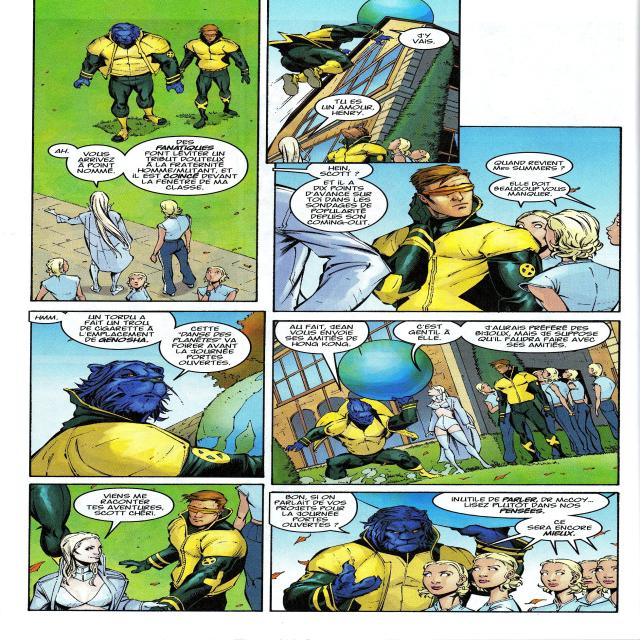 AH.
VOUS
ARRIVEZ
À POINT
NOMMÉ.
DES
FANATIQUES
FONT LÉVITER UN
TRIBUT DOUTEUX
À LA FRATERNITÉ
HOMME/MUTANT, ET
IL EST COINCÉ DEVANT
LA FENÊTRE DE MA
CLASSE.
J'Y
VAIS.
TU ES
UN AMOUR,
HENRY.
HEIN,
SCOTT ?
ET IL A
DIX POINTS
D'AVANCE SUR
TOI DANS LES
SONDAGES DE
POPULARITÉ
DEPUIS SON
COMING-OUT.
QUAND REVIENT
MRS SUMMERS ?
ELLE DOIT
BEAUCOUP VOUS
MANQUER.
HMM.
UN TORDU A
FAIT UN TROU
DE CIGARETTE À
L'EMPLACEMENT
DE GENOSHA.
CETTE
"DANSE DES
PLANÈTES" VA
FOIRER AVANT
LA JOURNÉE
PORTES
OUVERTES.
AU FAIT, JEAN
VOUS ENVOIE
SES AMITIÉS DE
HONG KONG.
C'EST
GENTIL À
ELLE.
J'AURAIS PRÉFÉRÉ DES
BIJOUX, MAIS JE SUPPOSE
QU'IL FAUDRA FAIRE AVEC
SES AMITIÉS.
VIENS ME
RACONTER
TES AVENTURES,
SCOTT CHÉRI.
BON, SI ON
PARLAIT DE VOS
PROJETS POUR
LA JOURNÉE
PORTES
OUVERTES ?
INUTILE DE PARLER, DR MCCOY...
LISEZ PLUTÔT DANS NOS
PENSÉES.
CE
SERA ENCORE
MIEUX.